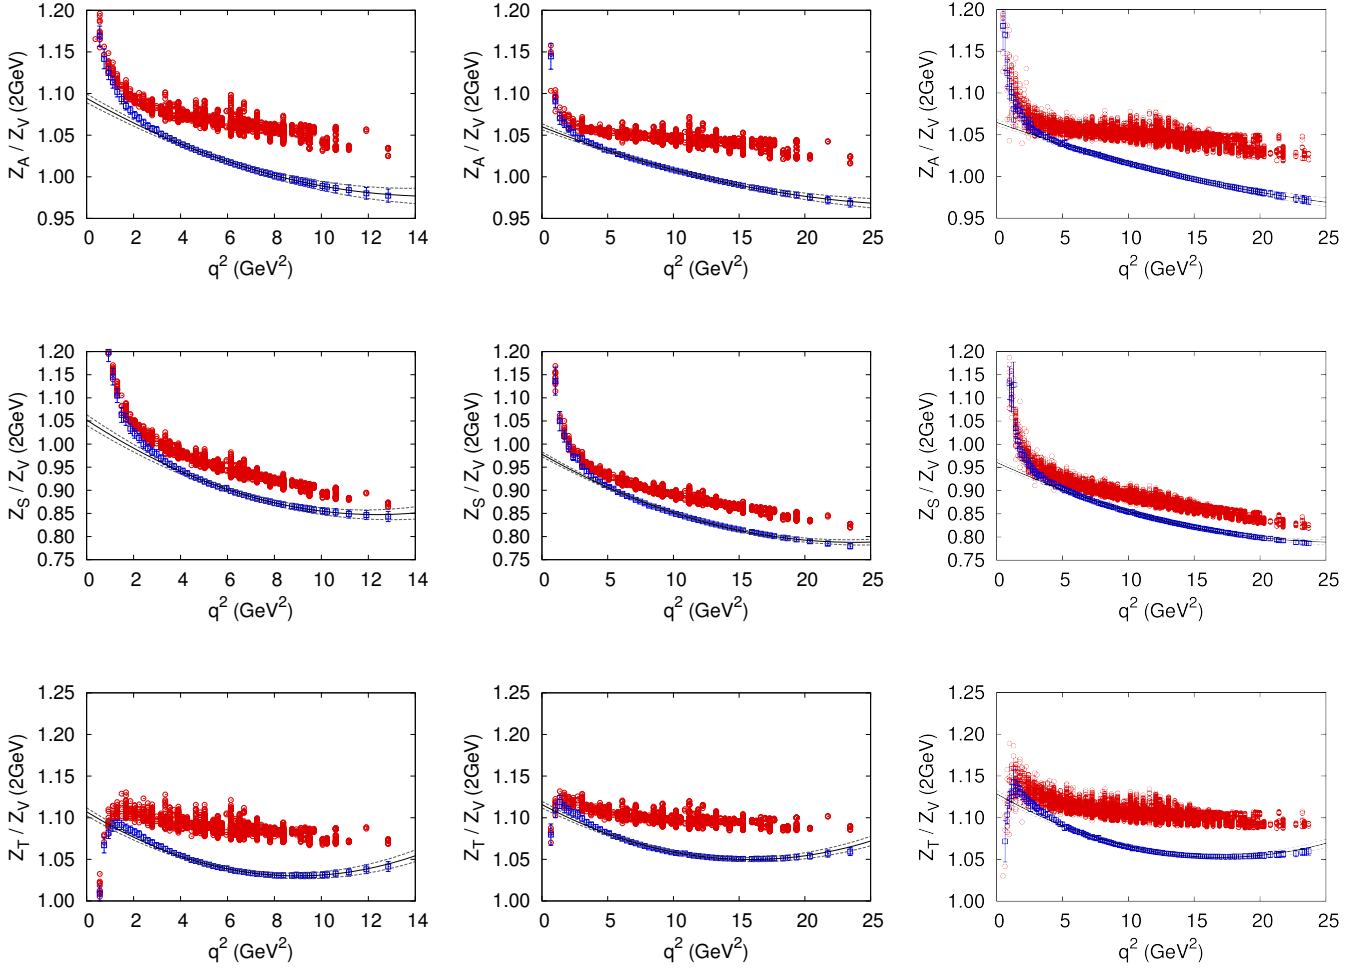 1.20 1.15 1.10 1.05 1.00 0.95
Z_A / Z_V (2GeV)
0 2 4 6 8 10 12 14
q^2 (GeV^2)
1.20 1.15 1.10 1.05 1.00 0.95
Z_A / Z_V (2GeV)
0 5 10 15 20 25
q^2 (GeV^2)
1.20 1.15 1.10 1.05 1.00 0.95
Z_A / Z_V (2GeV)
0 5 10 15 20 25
q^2 (GeV^2)
1.20 1.15 1.10 1.05 1.00 0.95 0.90 0.85 0.80 0.75
Z_S / Z_V (2GeV)
0 2 4 6 8 10 12 14
q^2 (GeV^2)
1.20 1.15 1.10 1.05 1.00 0.95 0.90 0.85 0.80 0.75
Z_S / Z_V (2GeV)
0 5 10 15 20 25
q^2 (GeV^2)
1.20 1.15 1.10 1.05 1.00 0.95 0.90 0.85 0.80 0.75
Z_S / Z_V (2GeV)
0 5 10 15 20 25
q^2 (GeV^2)
1.25 1.20 1.15 1.10 1.05 1.00
Z_T / Z_V (2GeV)
0 2 4 6 8 10 12 14
q^2 (GeV^2)
1.25 1.20 1.15 1.10 1.05 1.00
Z_T / Z_V (2GeV)
0 5 10 15 20 25
q^2 (GeV^2)
1.25 1.20 1.15 1.10 1.05 1.00
Z_T / Z_V (2GeV)
0 5 10 15 20 25
q^2 (GeV^2)